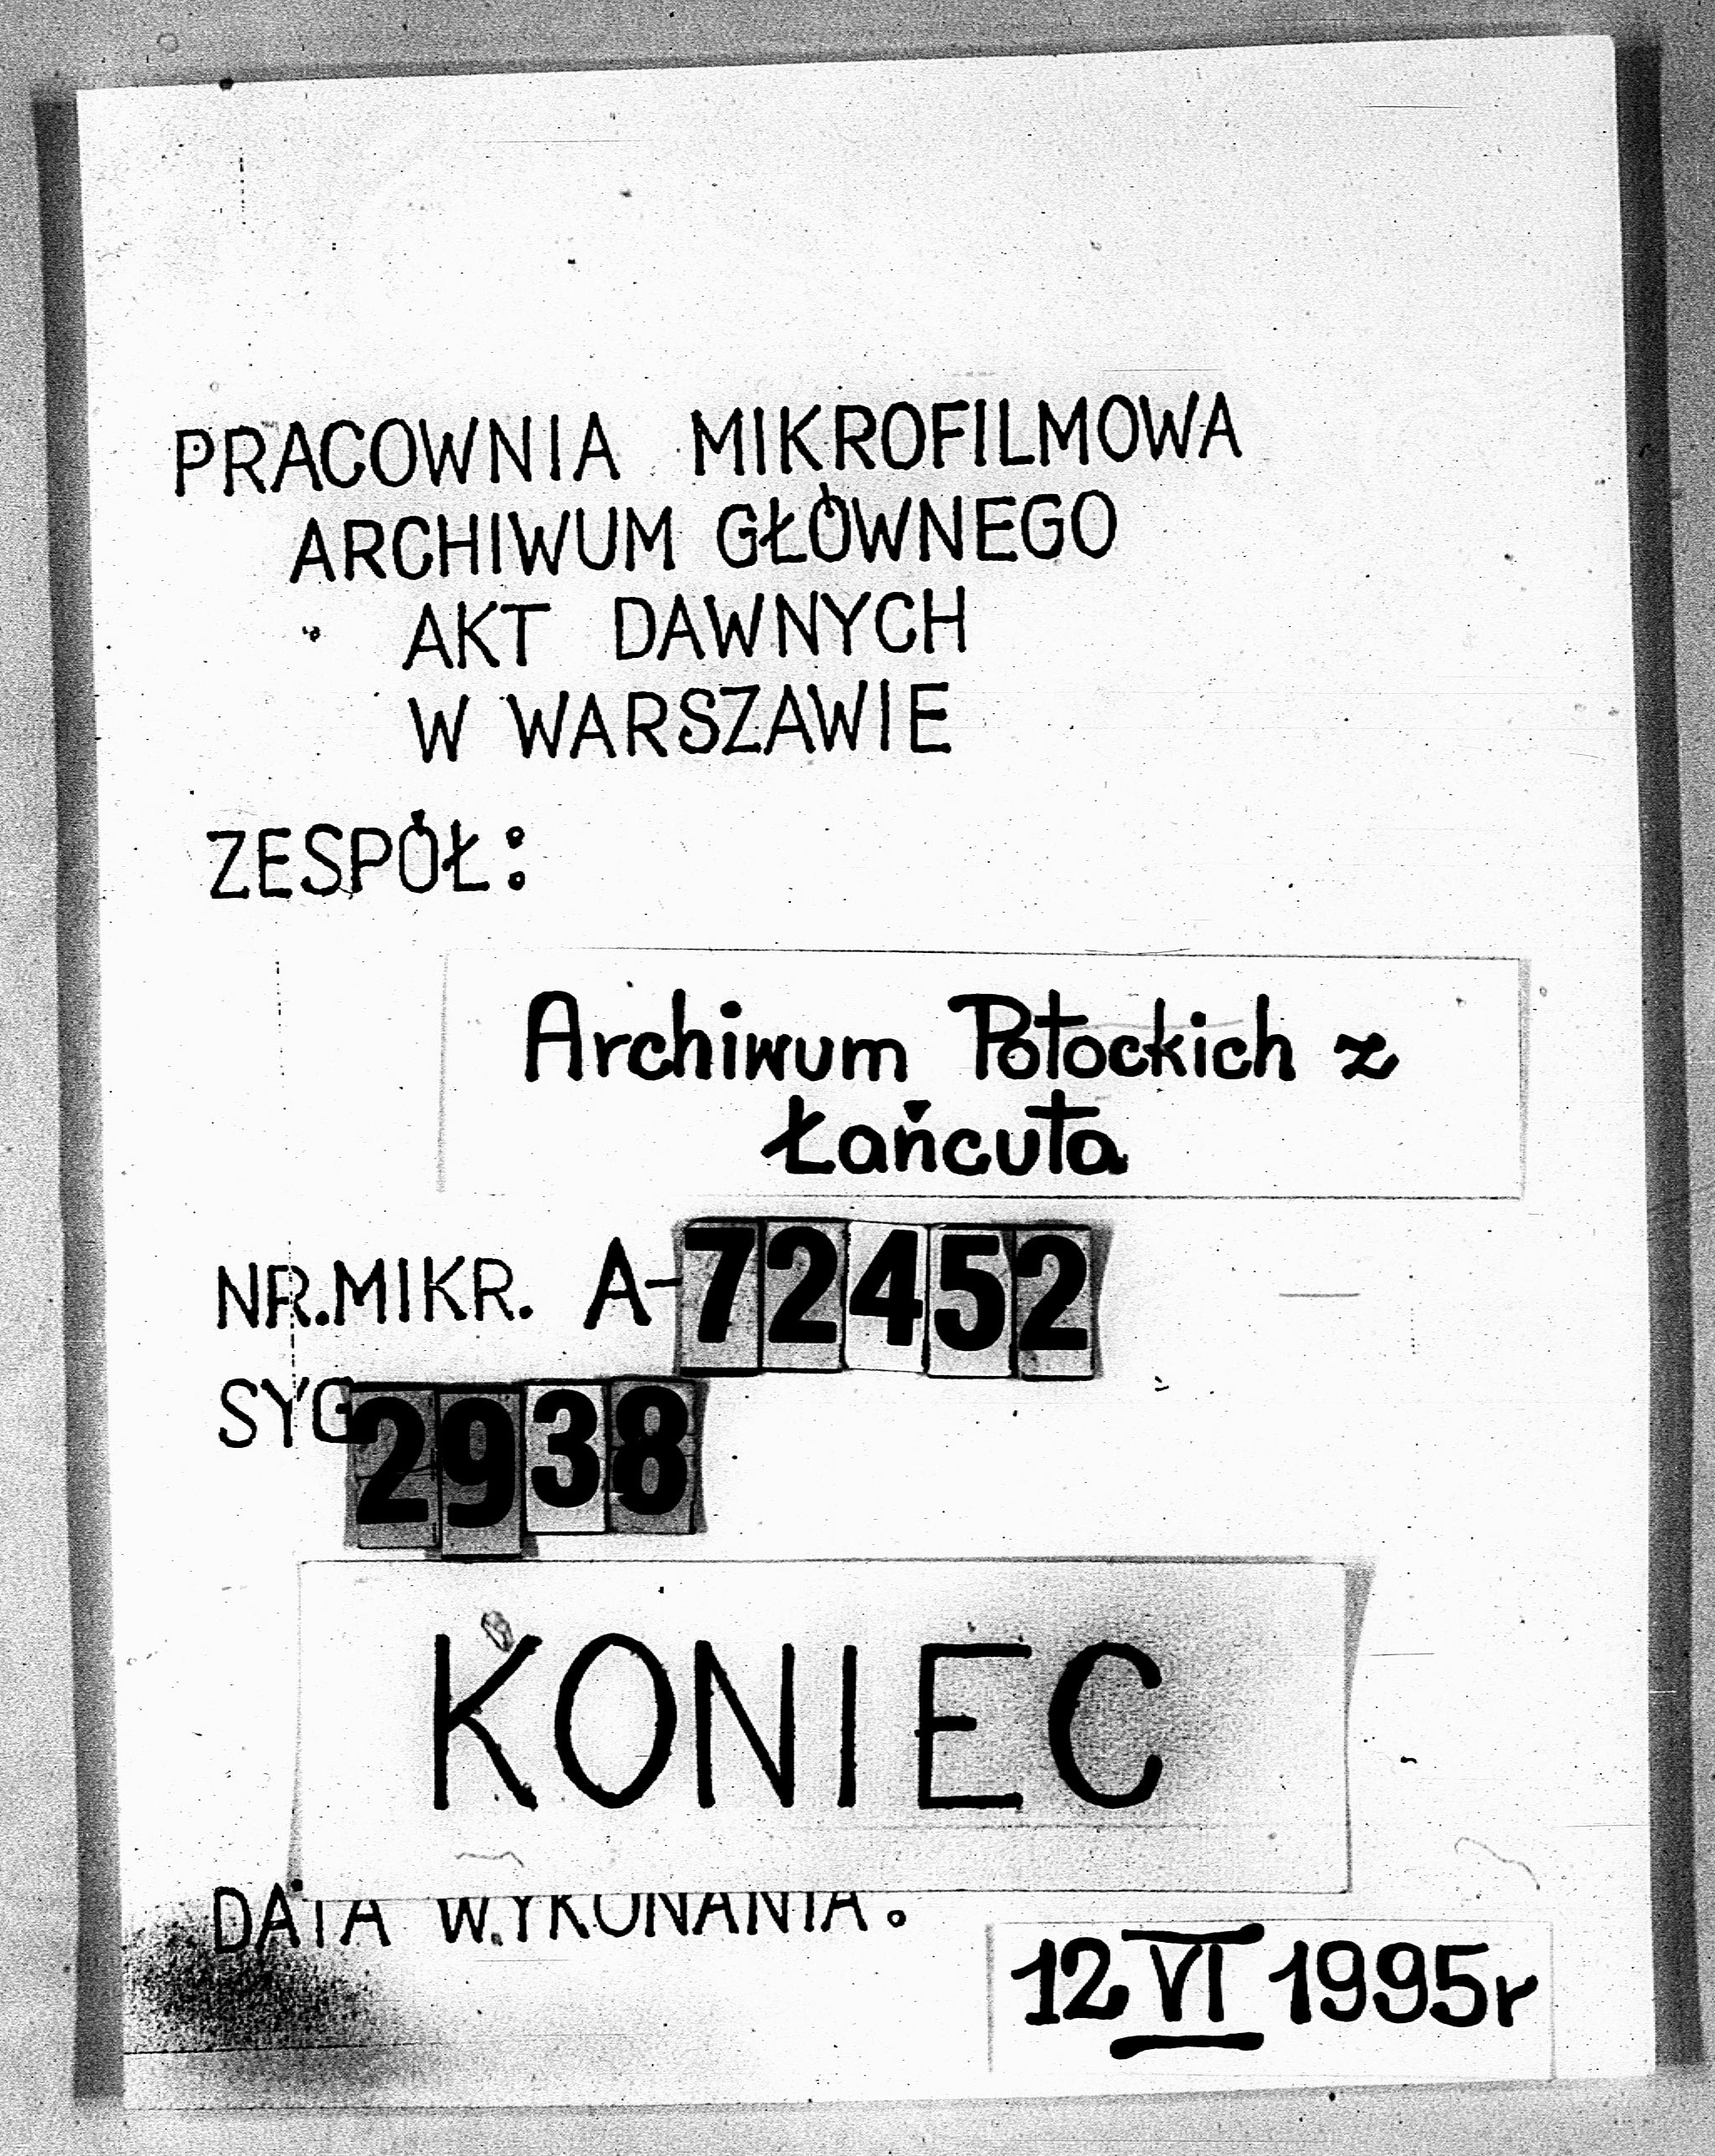 PRACOWNIA MIKROFILMOWA
ARCHIWUM GŁÓWNEGO
AKT DAWNYCH
W WARSZAWIE
ZESPÓŁ:
Archiwum Potockich z
Łańcuta
NR.MIKR. A-72452
SYG 2938
KONIEC
DATA WYKONANIA:
12 VI 1995r